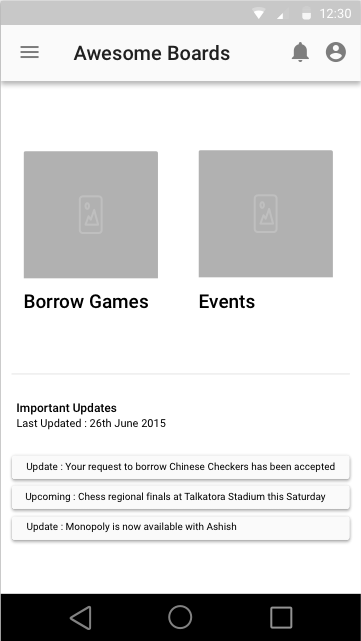 12:30
Awesome Boards
Borrow Games
Events
Important Updates
Last Updated : 26th June 2015
Update : Your request to borrow Chinese Checkers has been accepted
Upcoming : Chess regional finals at Talkatora Stadium this Saturday
Update : Monopoly is now available with Ashish